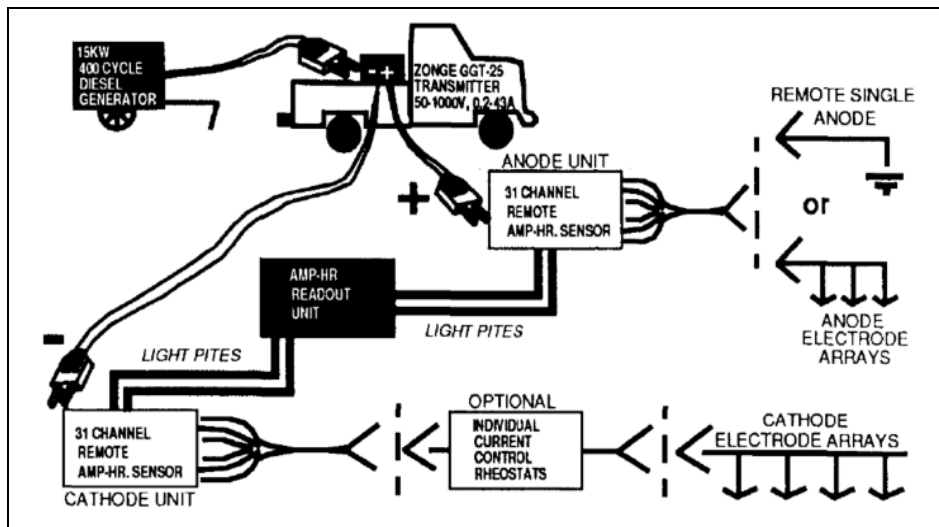 15KW
400 CYCLE
DIESEL
GENERATOR
- +
ZONGE GGT-25
TRANSMITTER
50-1000V, 0.2-43A
REMOTE SINGLE
ANODE
ANODE UNIT
+
31 CHANNEL
REMOTE
AMP-HR. SENSOR
or
AMP-HR
READOUT
UNIT
LIGHT PITES
ANODE
ELECTRODE
ARRAYS
-
LIGHT PITES
OPTIONAL
INDIVIDUAL
CURRENT
CONTROL
RHEOSTATS
CATHODE
ELECTRODE ARRAYS
31 CHANNEL
REMOTE
AMP-HR. SENSOR
CATHODE UNIT